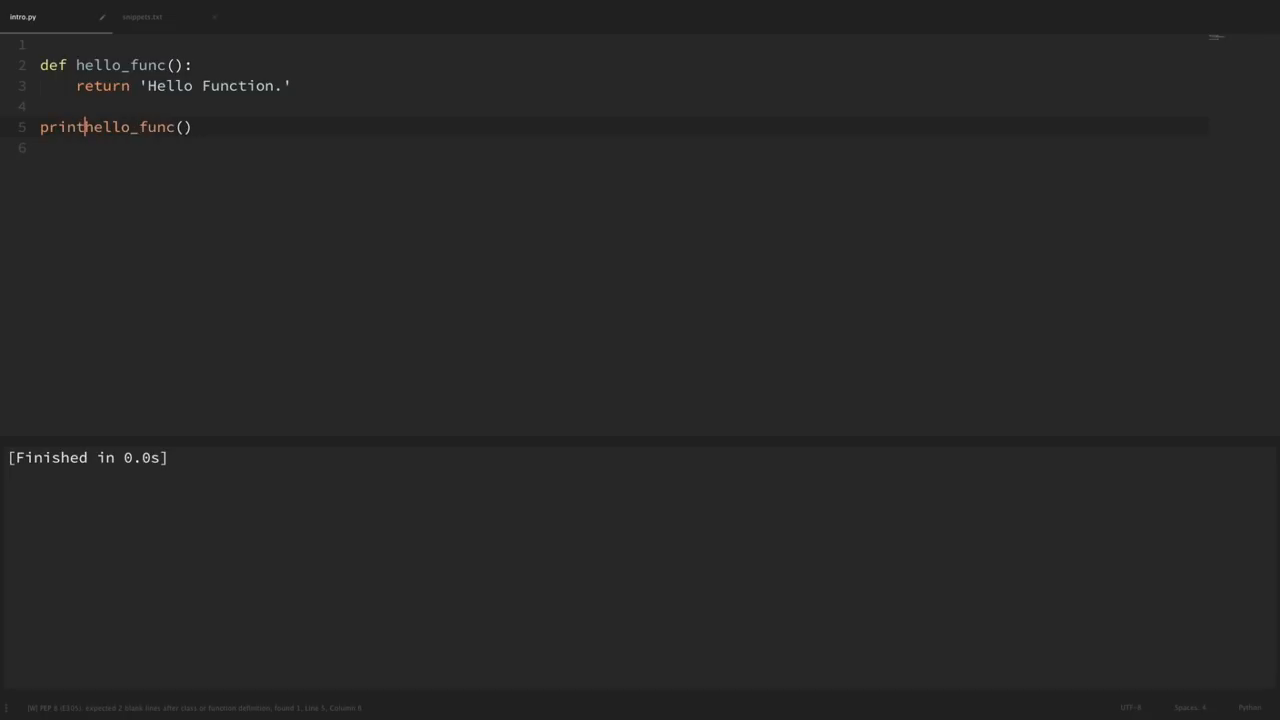 intro.py
snippets.txt
1
2 def hello_func():
3 return 'Hello Function.'
4
5 printhello_func()
6
[Finished in 0.0s]
[W] PEP 8 (E305): expected 2 blank lines after class or function definition, found 1, Line 5, Column 6
UTF-8
Spaces: 4
Python